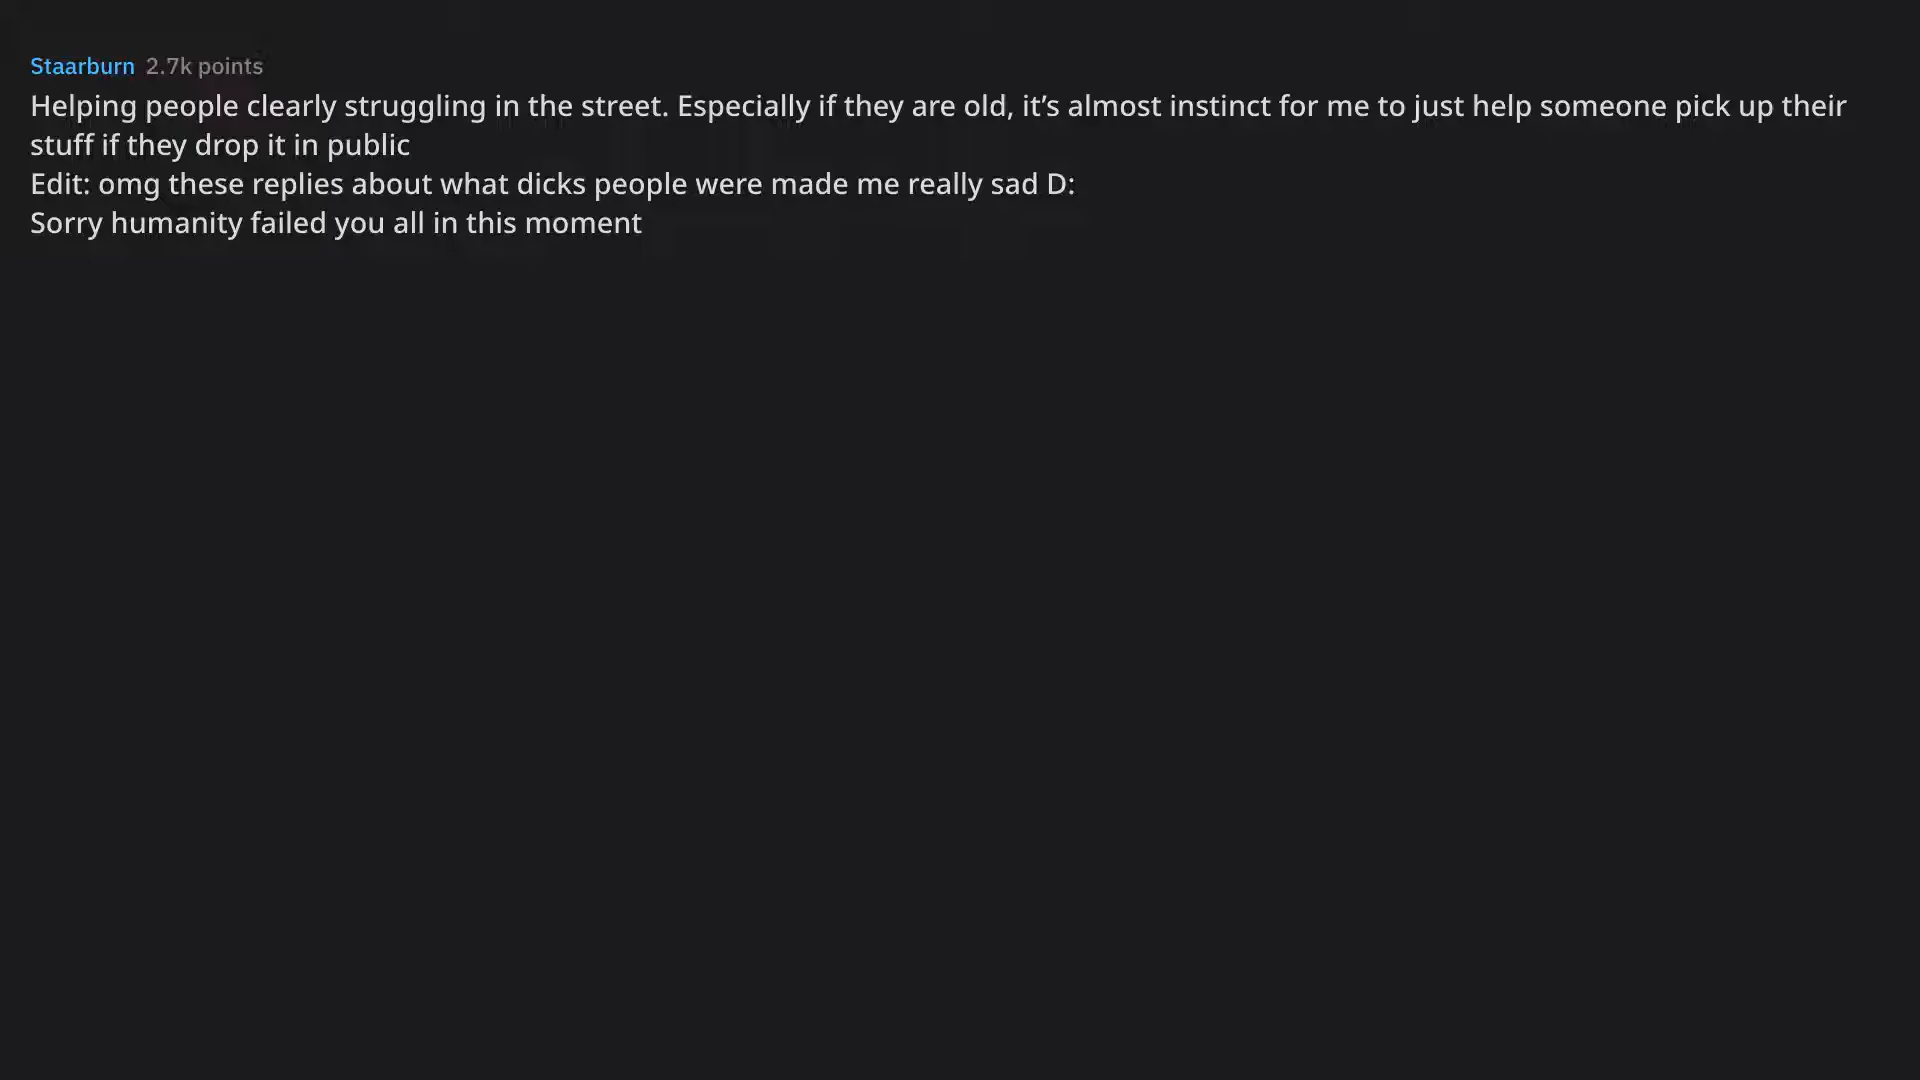 Staarburn 2.7k points
Helping people clearly struggling in the street. Especially if they are old, it’s almost instinct for me to just help someone pick up their
stuff if they drop it in public
Edit: omg these replies about what dicks people were made me really sad D:
Sorry humanity failed you all in this moment